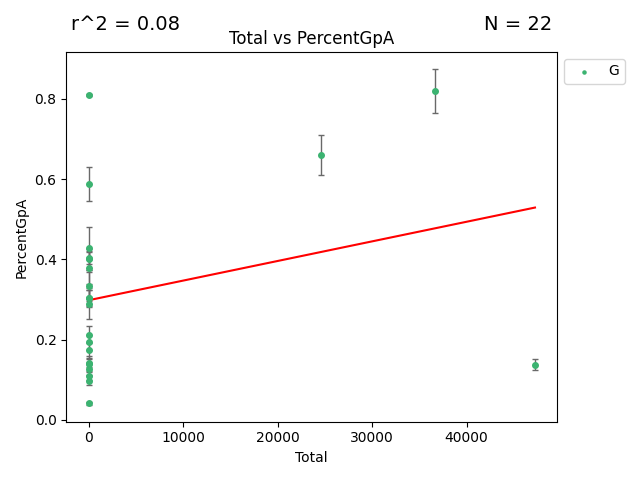 r^2 = 0.08
N = 22
Total vs PercentGpA
G
PercentGpA
0.8
0.6
0.4
0.2
0.0
0
10000
20000
30000
40000
Total